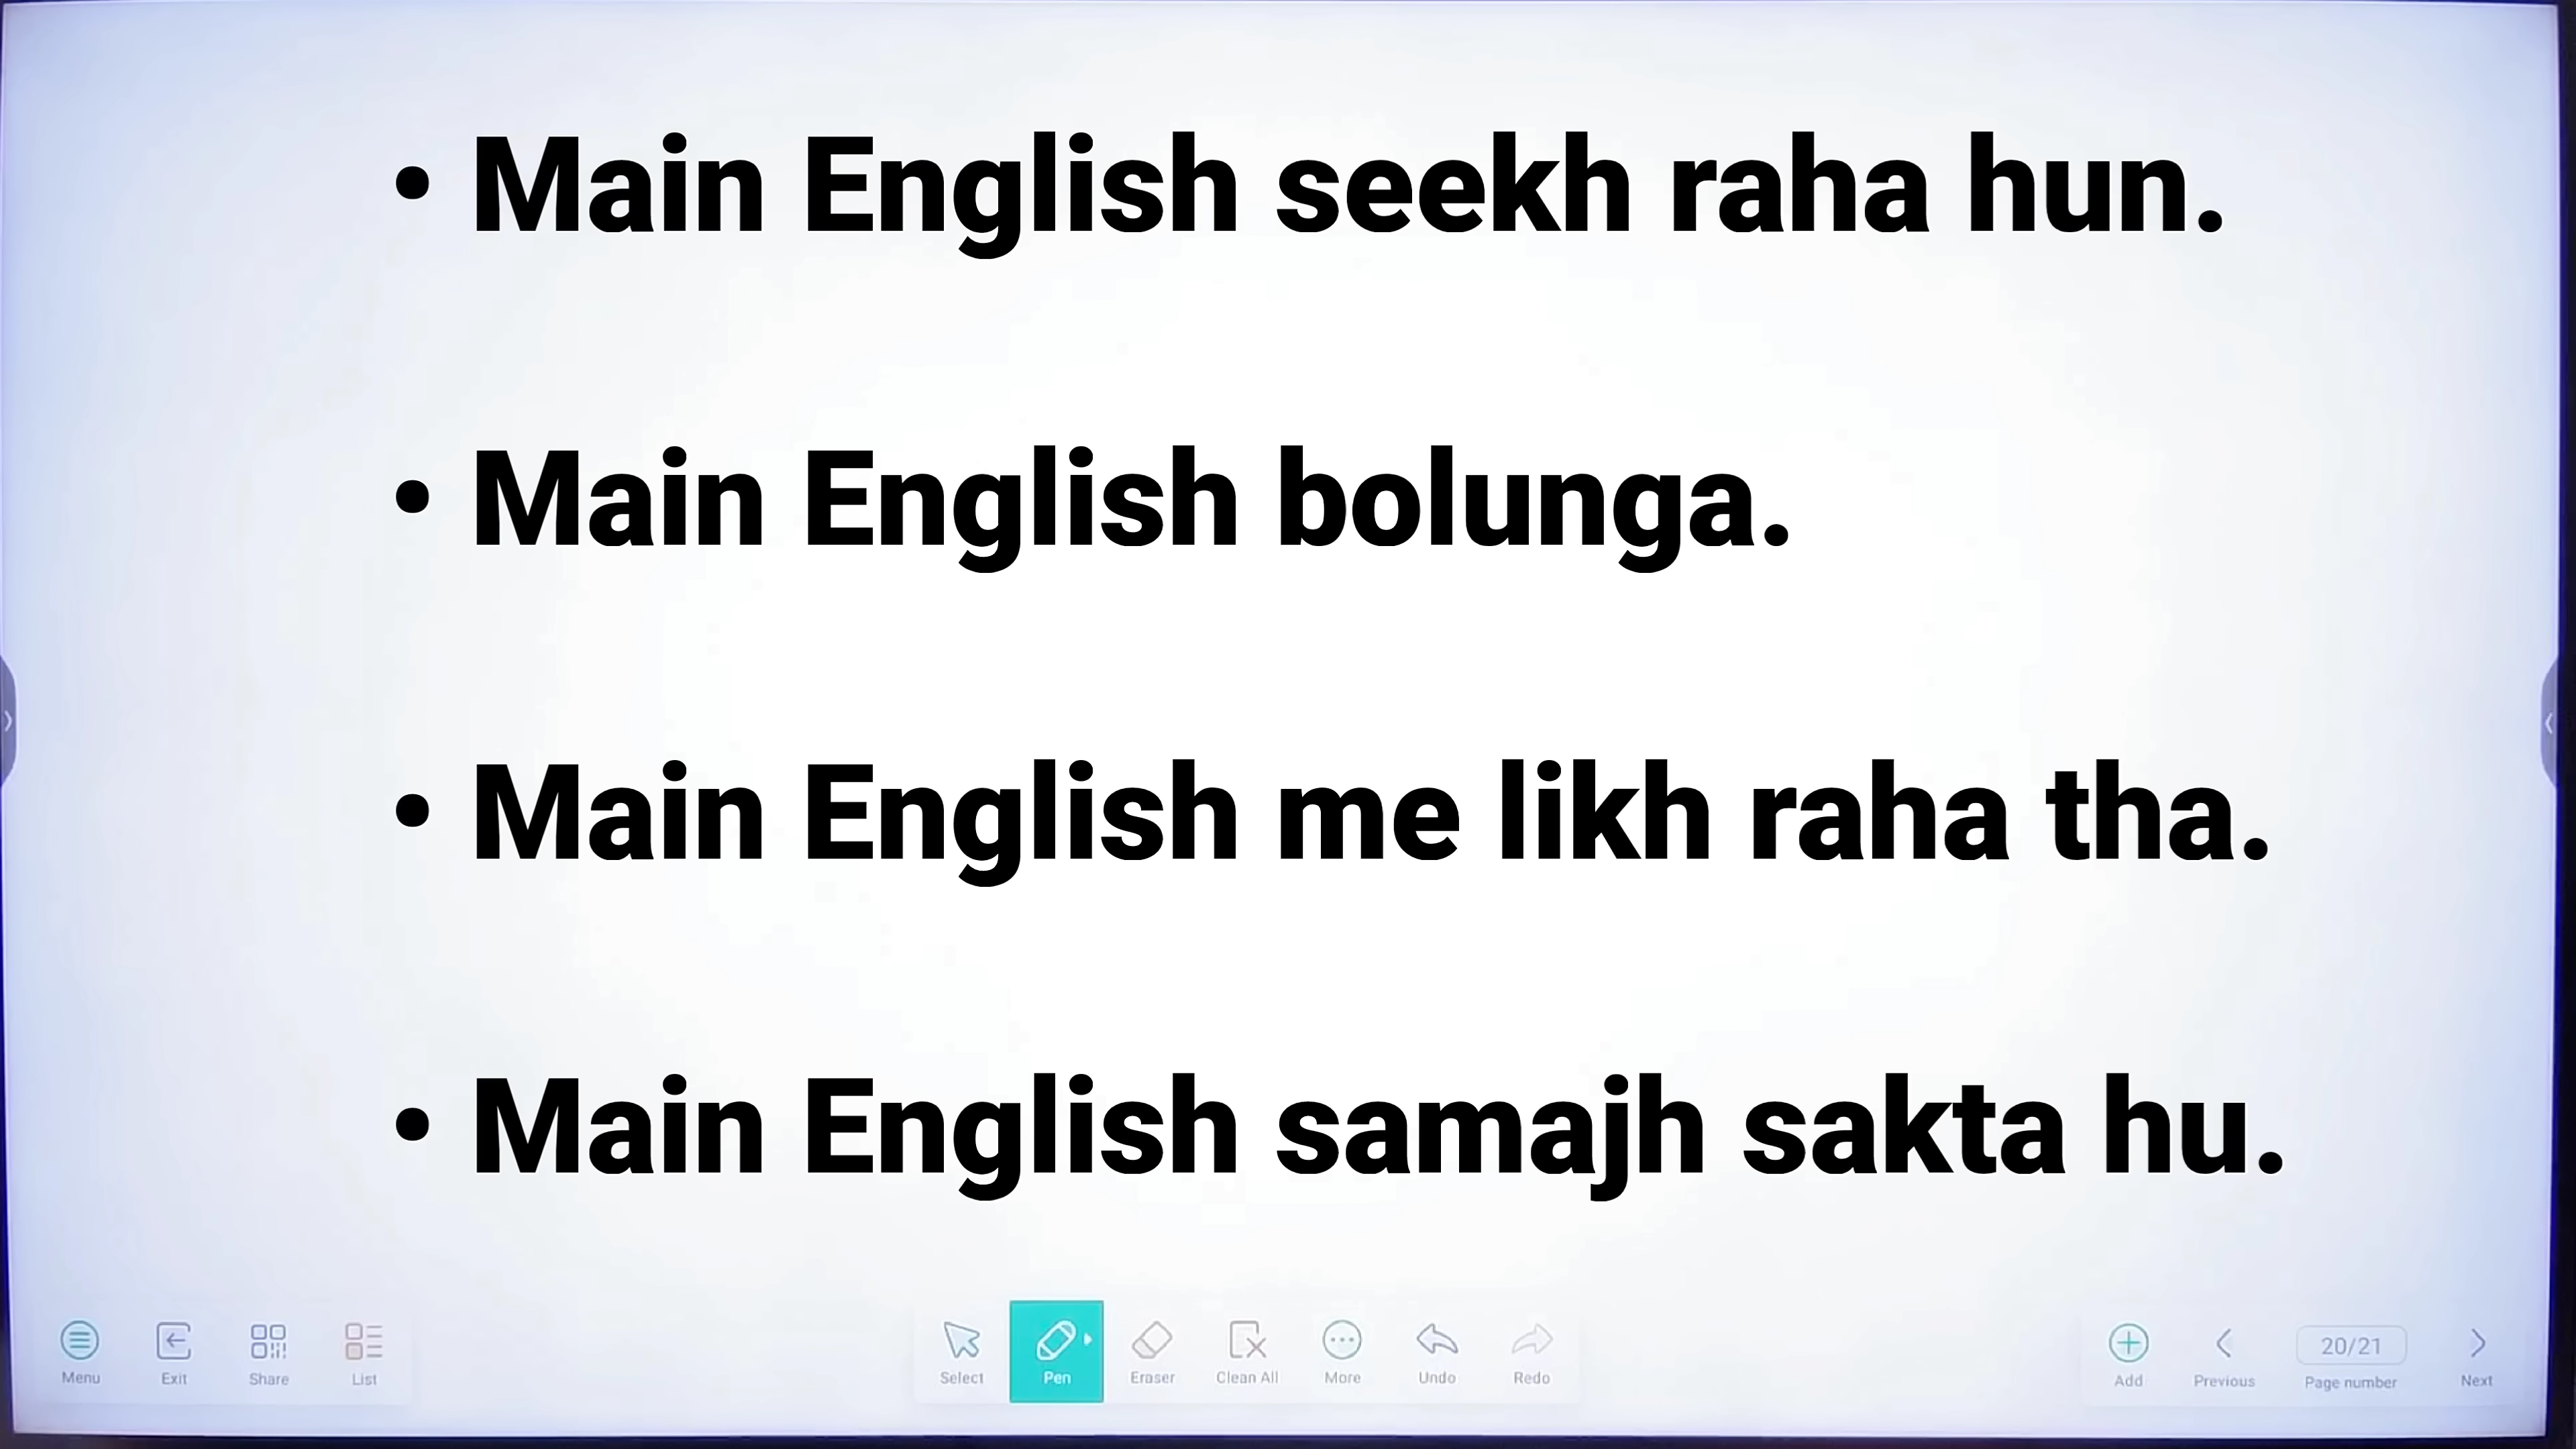 • Main English seekh raha hun.
• Main English bolunga.
• Main English me likh raha tha.
• Main English samajh sakta hu.
Menu Exit Share List Select Pen Eraser Clean All More Undo Redo Add Previous 20/21 Page number Next